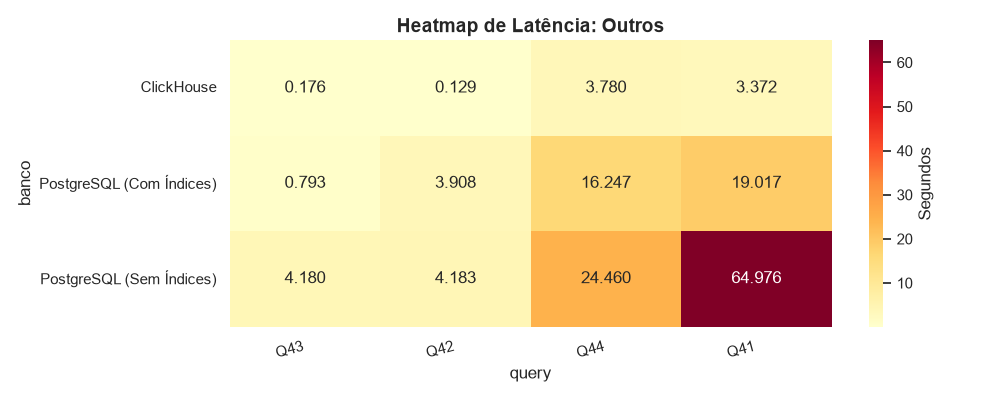 Heatmap de Latência: Outros
banco
ClickHouse
0.176 0.129 3.780 3.372
PostgreSQL (Com Índices)
0.793 3.908 16.247 19.017
PostgreSQL (Sem Índices)
4.180 4.183 24.460 64.976
Q43 Q42 Q44 Q41
query
60
50
40
30
20
10
Segundos